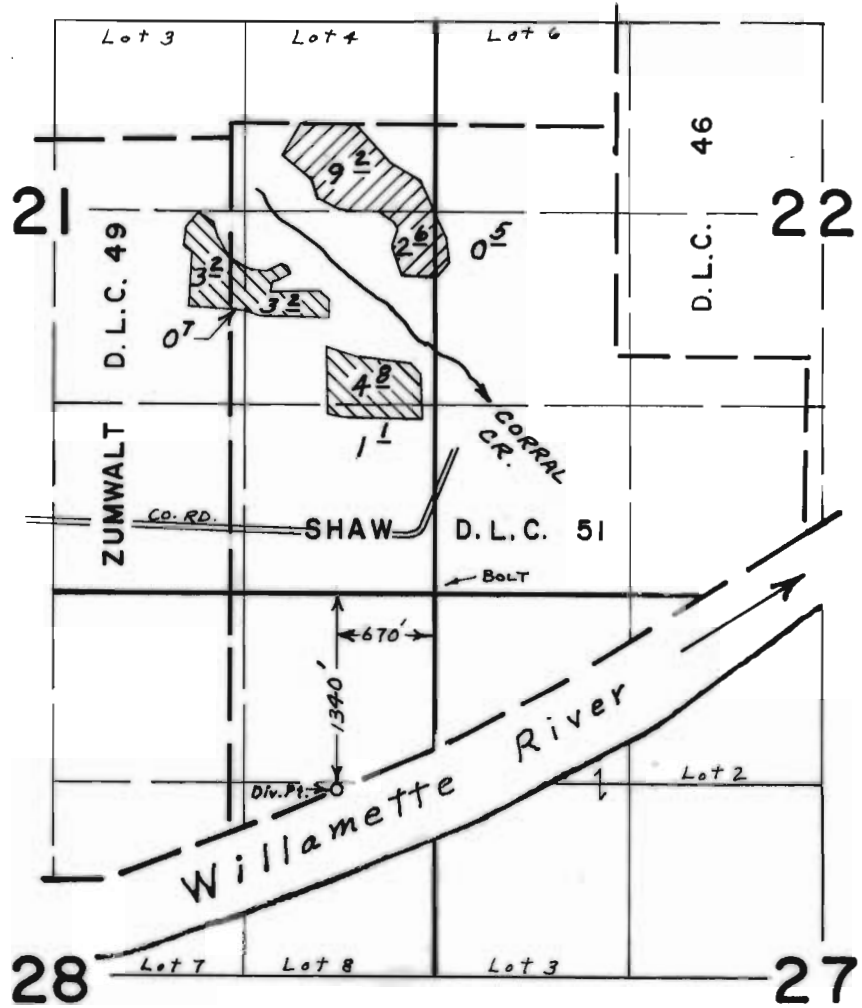 Lot 3 Lot 4 Lot 6
D.L.C. 46
9 2
21 22
2 6 0 5
D.L.C. 49
3 2
3 2
0 7
4 8
1 1
CORRAL
CR.
ZUMWALT
CO. RD.
SHAW D.L.C. 51
BOLT
670'
1340'
Div. Pt.
Willamette River
Lot 2
28 27
Lot 7 Lot 8 Lot 3